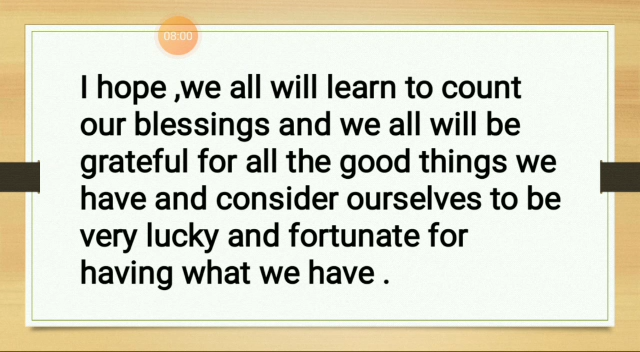 08:00
I hope ,we all will learn to count
our blessings and we all will be
grateful for all the good things we
have and consider ourselves to be
very lucky and fortunate for
having what we have .